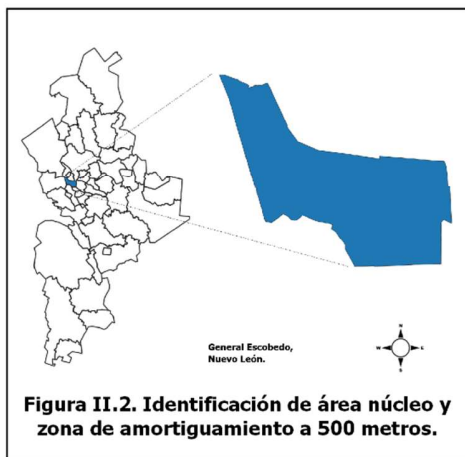 General Escobedo,
Nuevo León.
N
W E
S
Figura II.2. Identificación de área núcleo y
zona de amortiguamiento a 500 metros.